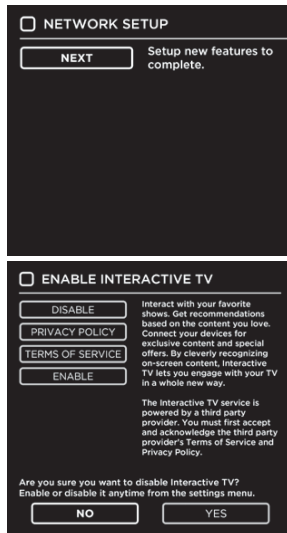 NETWORK SETUP
NEXT
Setup new features to
complete.
ENABLE INTERACTIVE TV
DISABLE
PRIVACY POLICY
TERMS OF SERVICE
ENABLE
Interact with your favorite
shows. Get recommendations
based on the content you love.
Connect your devices for
exclusive content and special
offers. By cleverly recognizing
on-screen content, Interactive
TV lets you engage with your TV
in a whole new way.
The Interactive TV service is
powered by a third party
provider. You must first accept
and acknowledge the third party
provider's Terms of Service and
Privacy Policy.
Are you sure you want to disable Interactive TV?
Enable or disable it anytime from the settings menu.
NO
YES